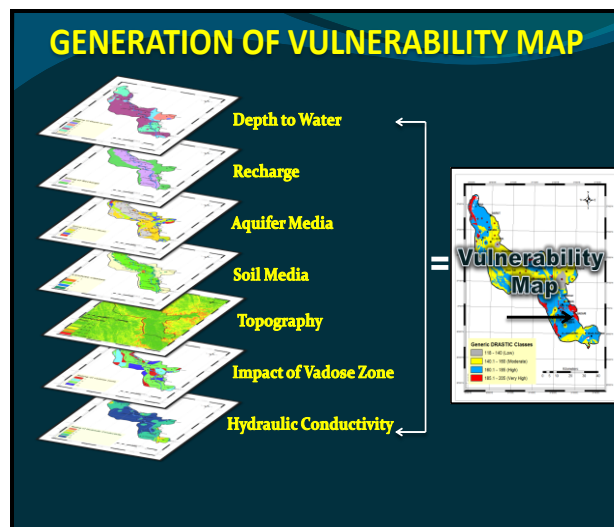 GENERATION OF VULNERABILITY MAP
Depth to Water
Recharge
Aquifer Media
Soil Media
Topography
Impact of Vadose Zone
Hydraulic Conductivity
=
Vulnerability
Map
Generic DRASTIC Classes
(Low)
(Moderate)
(High)
(Very High)